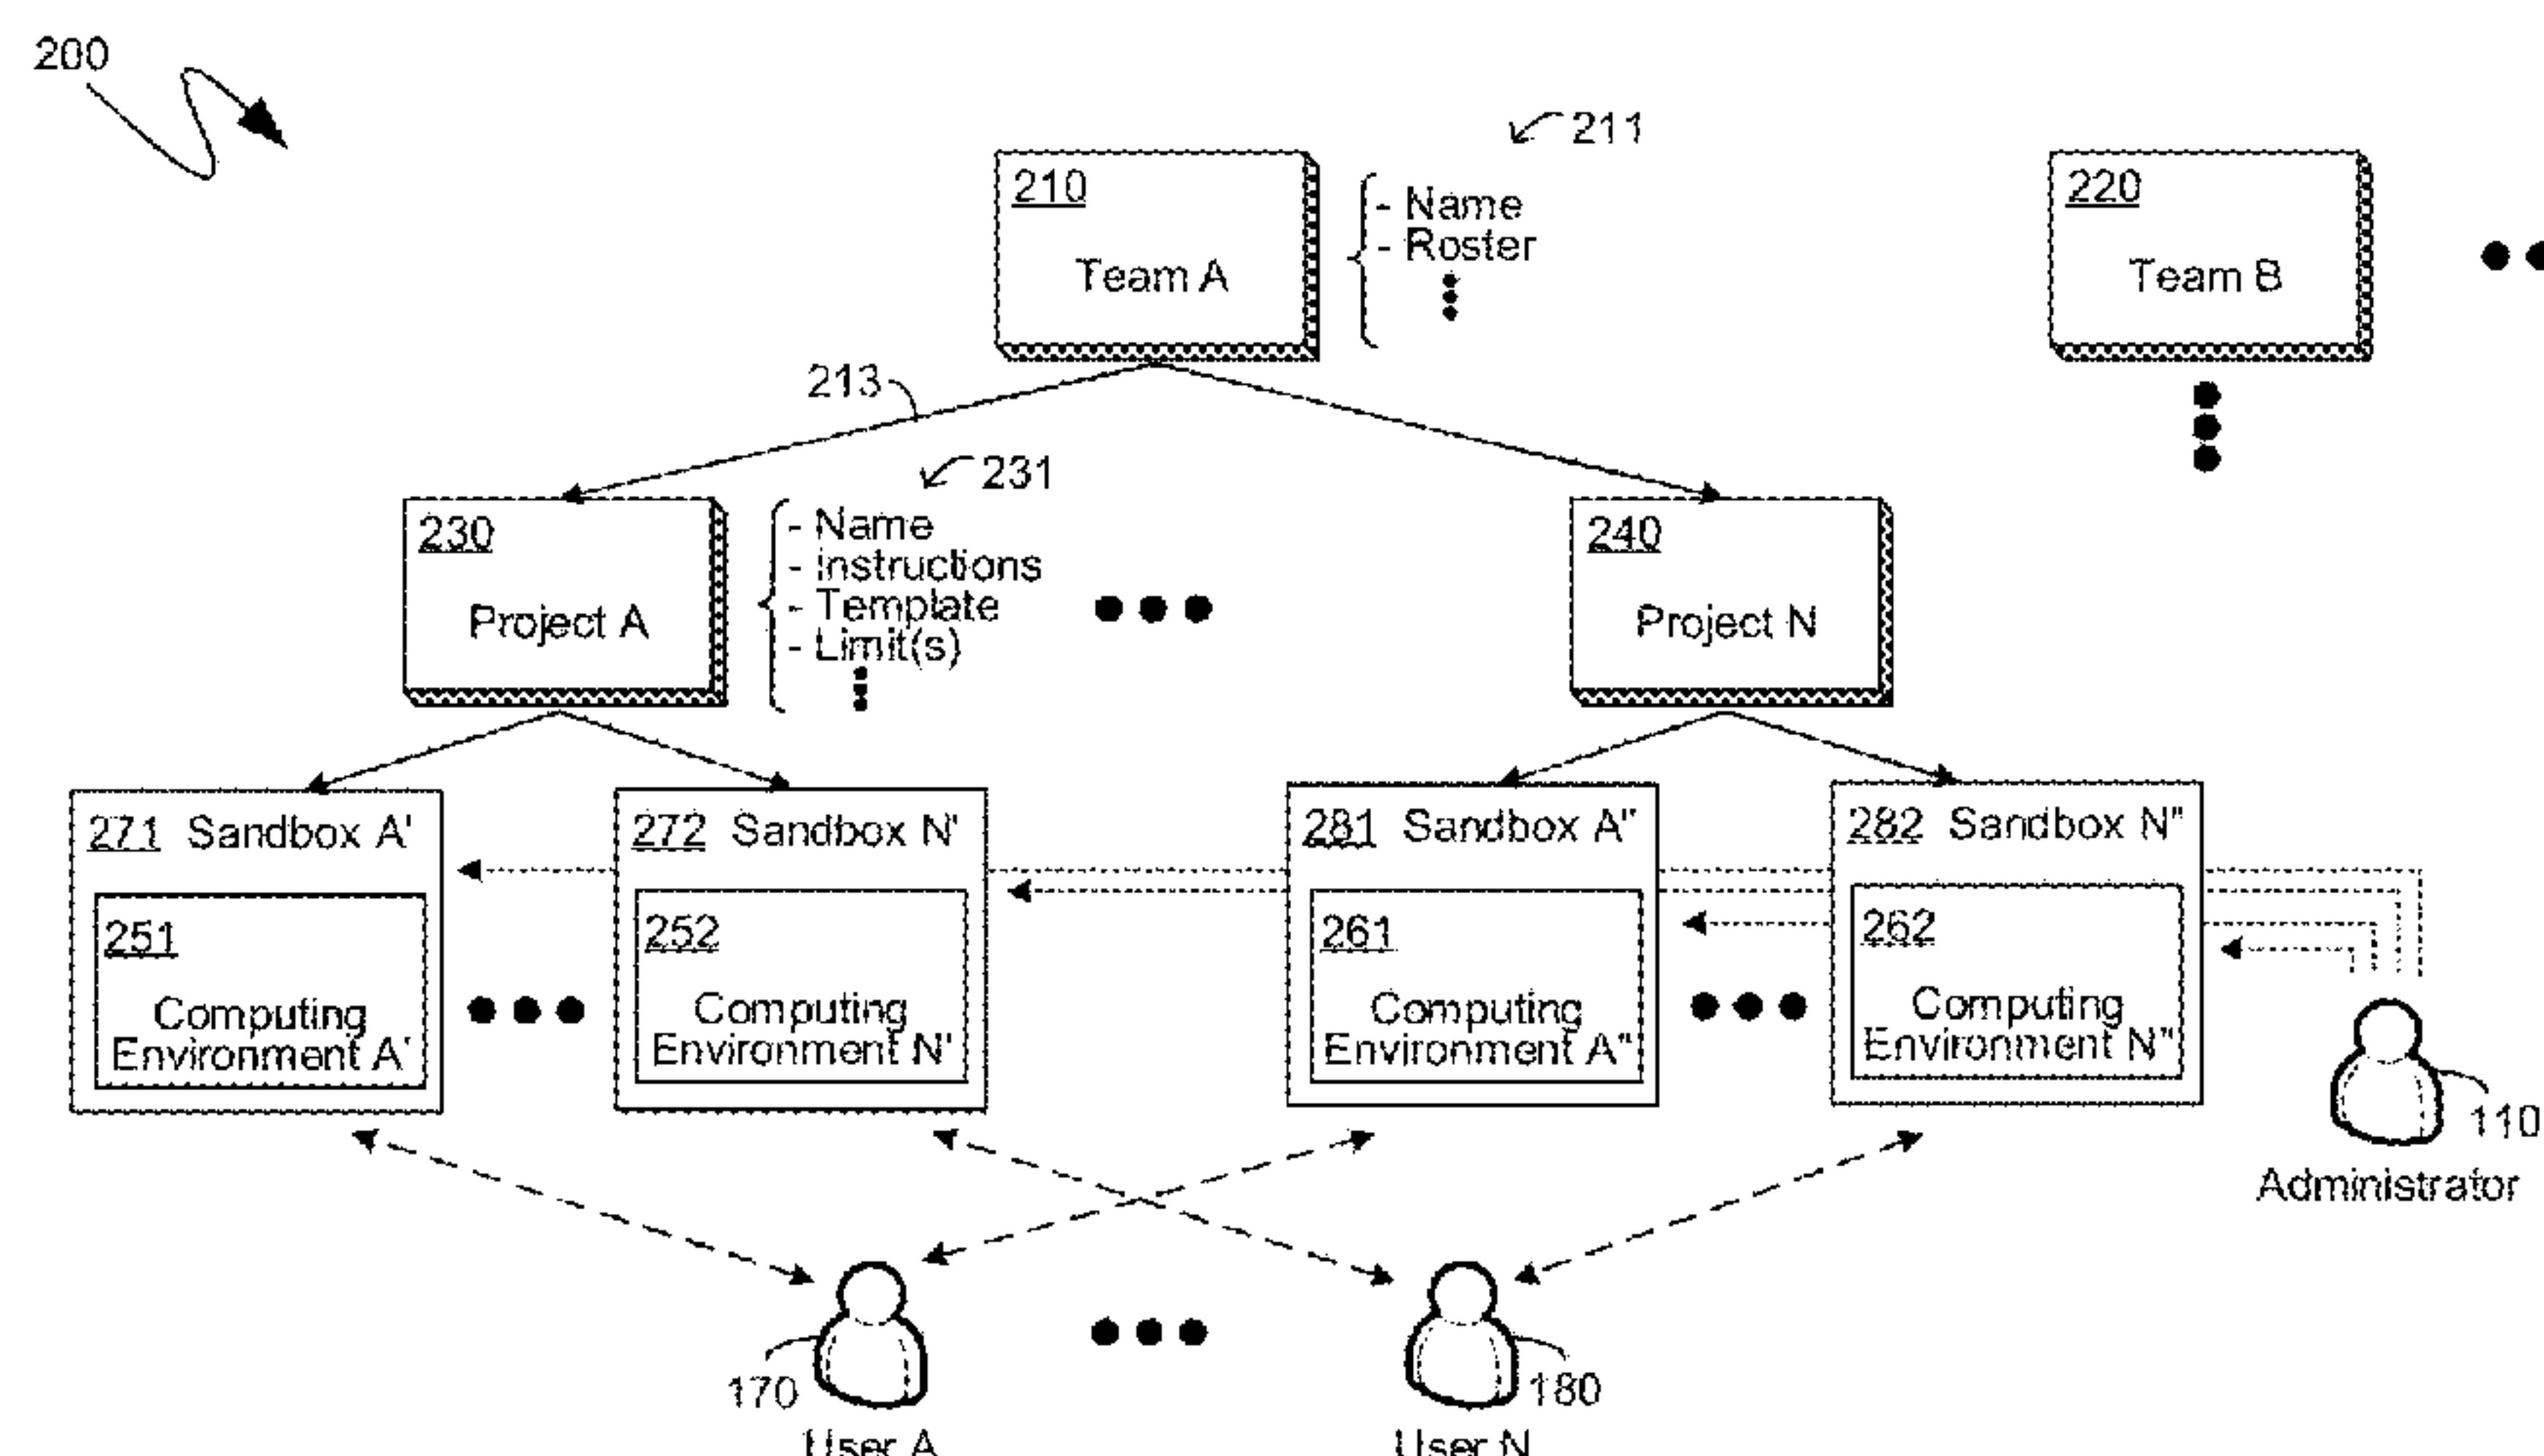 200
211
210
Team A
- Name
- Roster
220
Team B
213
231
230
Project A
- Name
- Instructions
- Template
- Limit(s)
240
Project N
271 Sandbox A'
251
Computing
Environment A'
272 Sandbox N'
252
Computing
Environment N'
281 Sandbox A"
261
Computing
Environment A"
282 Sandbox N"
262
Computing
Environment N"
110
Administrator
170
User A
180
User N